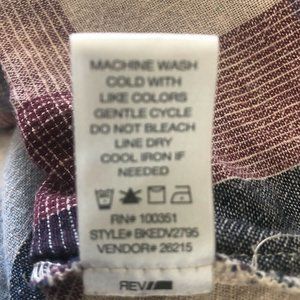 MACHINE WASH
COLD WITH
LIKE COLORS
GENTLE CYCLE
DO NOT BLEACH
LINE DRY
COOL IRON IF
NEEDED
RN# 100351
STYLE# BKEDV2795
VENDOR# 26215
REV